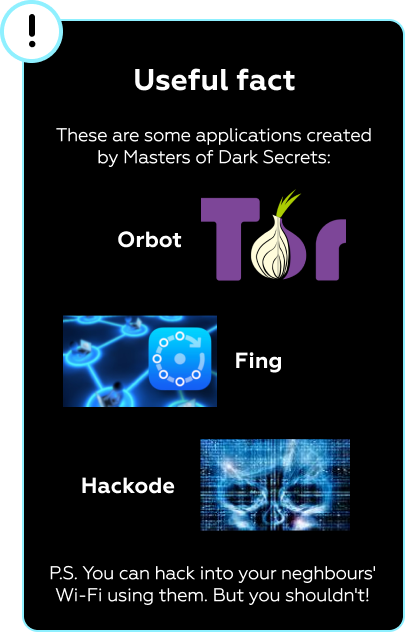 !
Useful fact
These are some applications created
by Masters of Dark Secrets:
Orbot
Tor
Fing
Hackode
P.S. You can hack into your neghbours'
Wi-Fi using them. But you shouldn't!